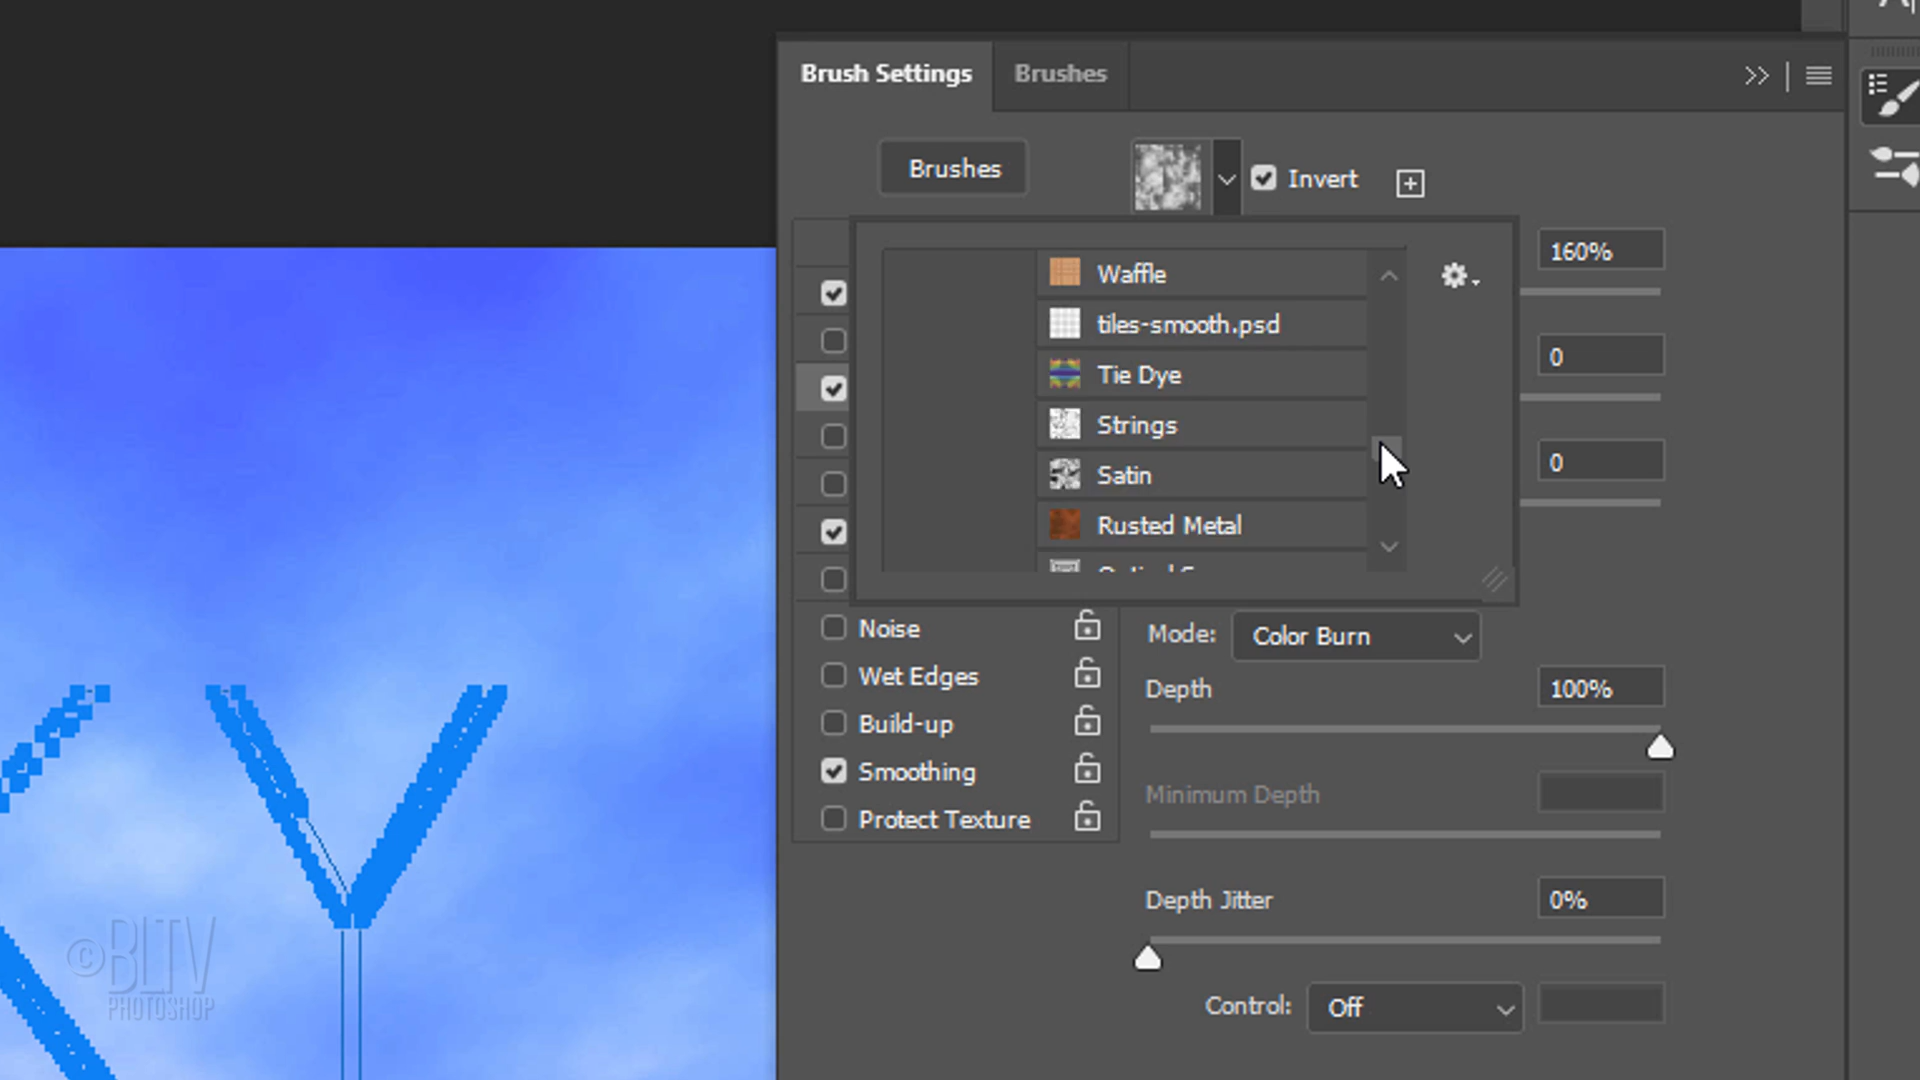 Brush Settings
Brushes
Brushes
Invert
Waffle
tiles-smooth.psd
Tie Dye
Strings
Satin
Rusted Metal
160%
0
0
Noise
Wet Edges
Build-up
Smoothing
Protect Texture
Mode: Color Burn
Depth 100%
Minimum Depth
Depth Jitter 0%
Control: Off
©BLTV
PHOTOSHOP